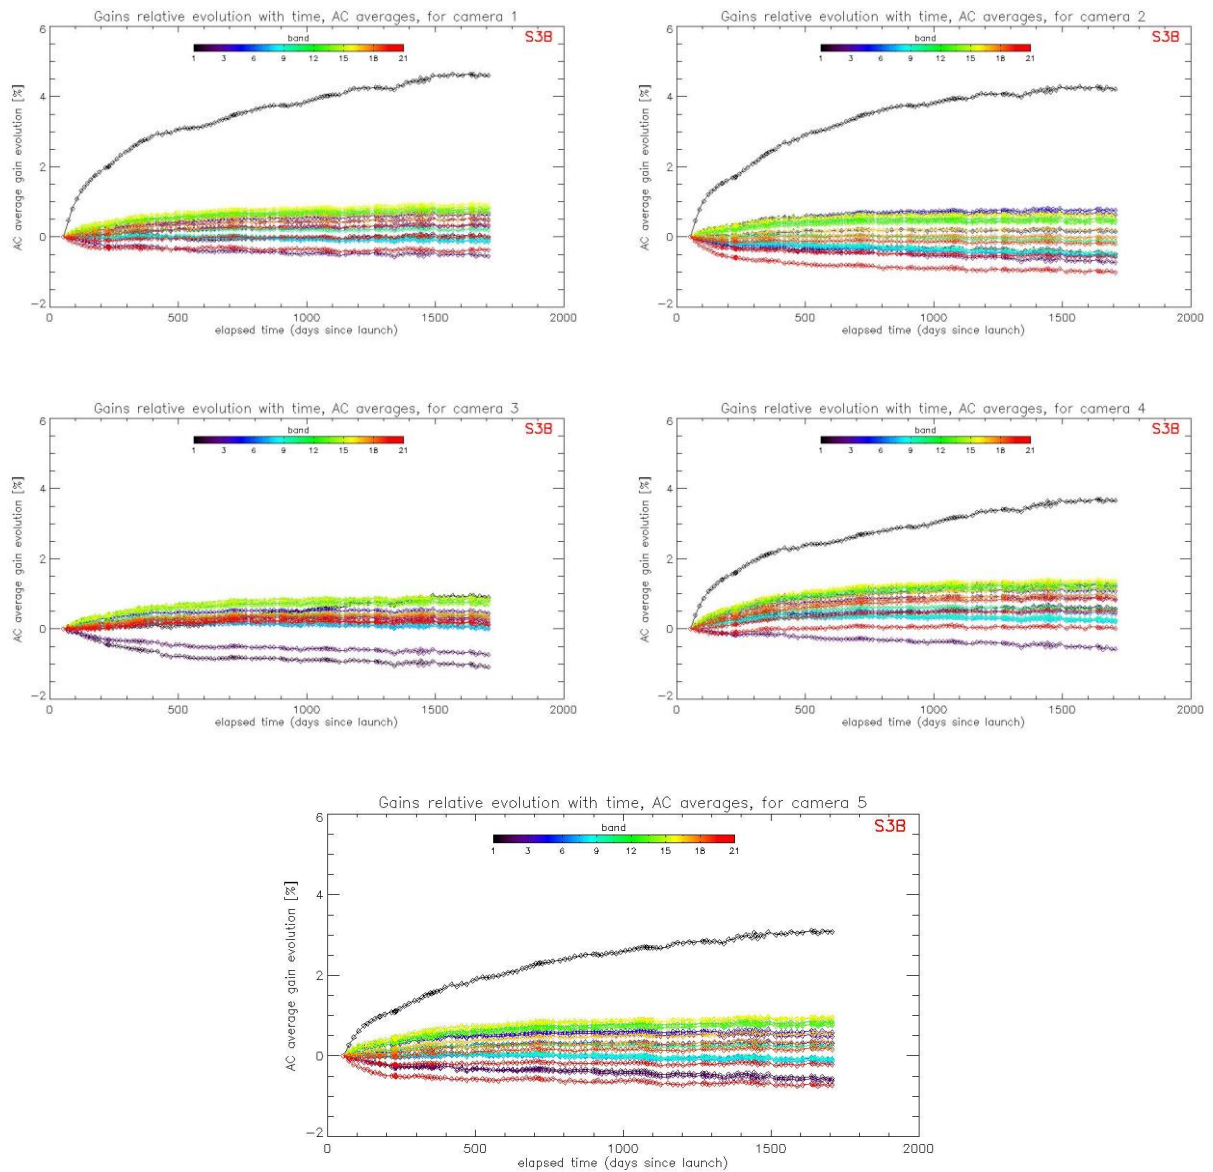 Gains relative evolution with time, AC averages, for camera 1
S3B
band
1 3 6 9 12 15 18 21
AC average gain evolution [%]
6
4
2
0
−2
0 500 1000 1500 2000
elapsed time (days since launch)
Gains relative evolution with time, AC averages, for camera 2
S3B
band
1 3 6 9 12 15 18 21
AC average gain evolution [%]
6
4
2
0
−2
0 500 1000 1500 2000
elapsed time (days since launch)
Gains relative evolution with time, AC averages, for camera 3
S3B
band
1 3 6 9 12 15 18 21
AC average gain evolution [%]
6
4
2
0
−2
0 500 1000 1500 2000
elapsed time (days since launch)
Gains relative evolution with time, AC averages, for camera 4
S3B
band
1 3 6 9 12 15 18 21
AC average gain evolution [%]
6
4
2
0
−2
0 500 1000 1500 2000
elapsed time (days since launch)
Gains relative evolution with time, AC averages, for camera 5
S3B
band
1 3 6 9 12 15 18 21
AC average gain evolution [%]
6
4
2
0
−2
0 500 1000 1500 2000
elapsed time (days since launch)